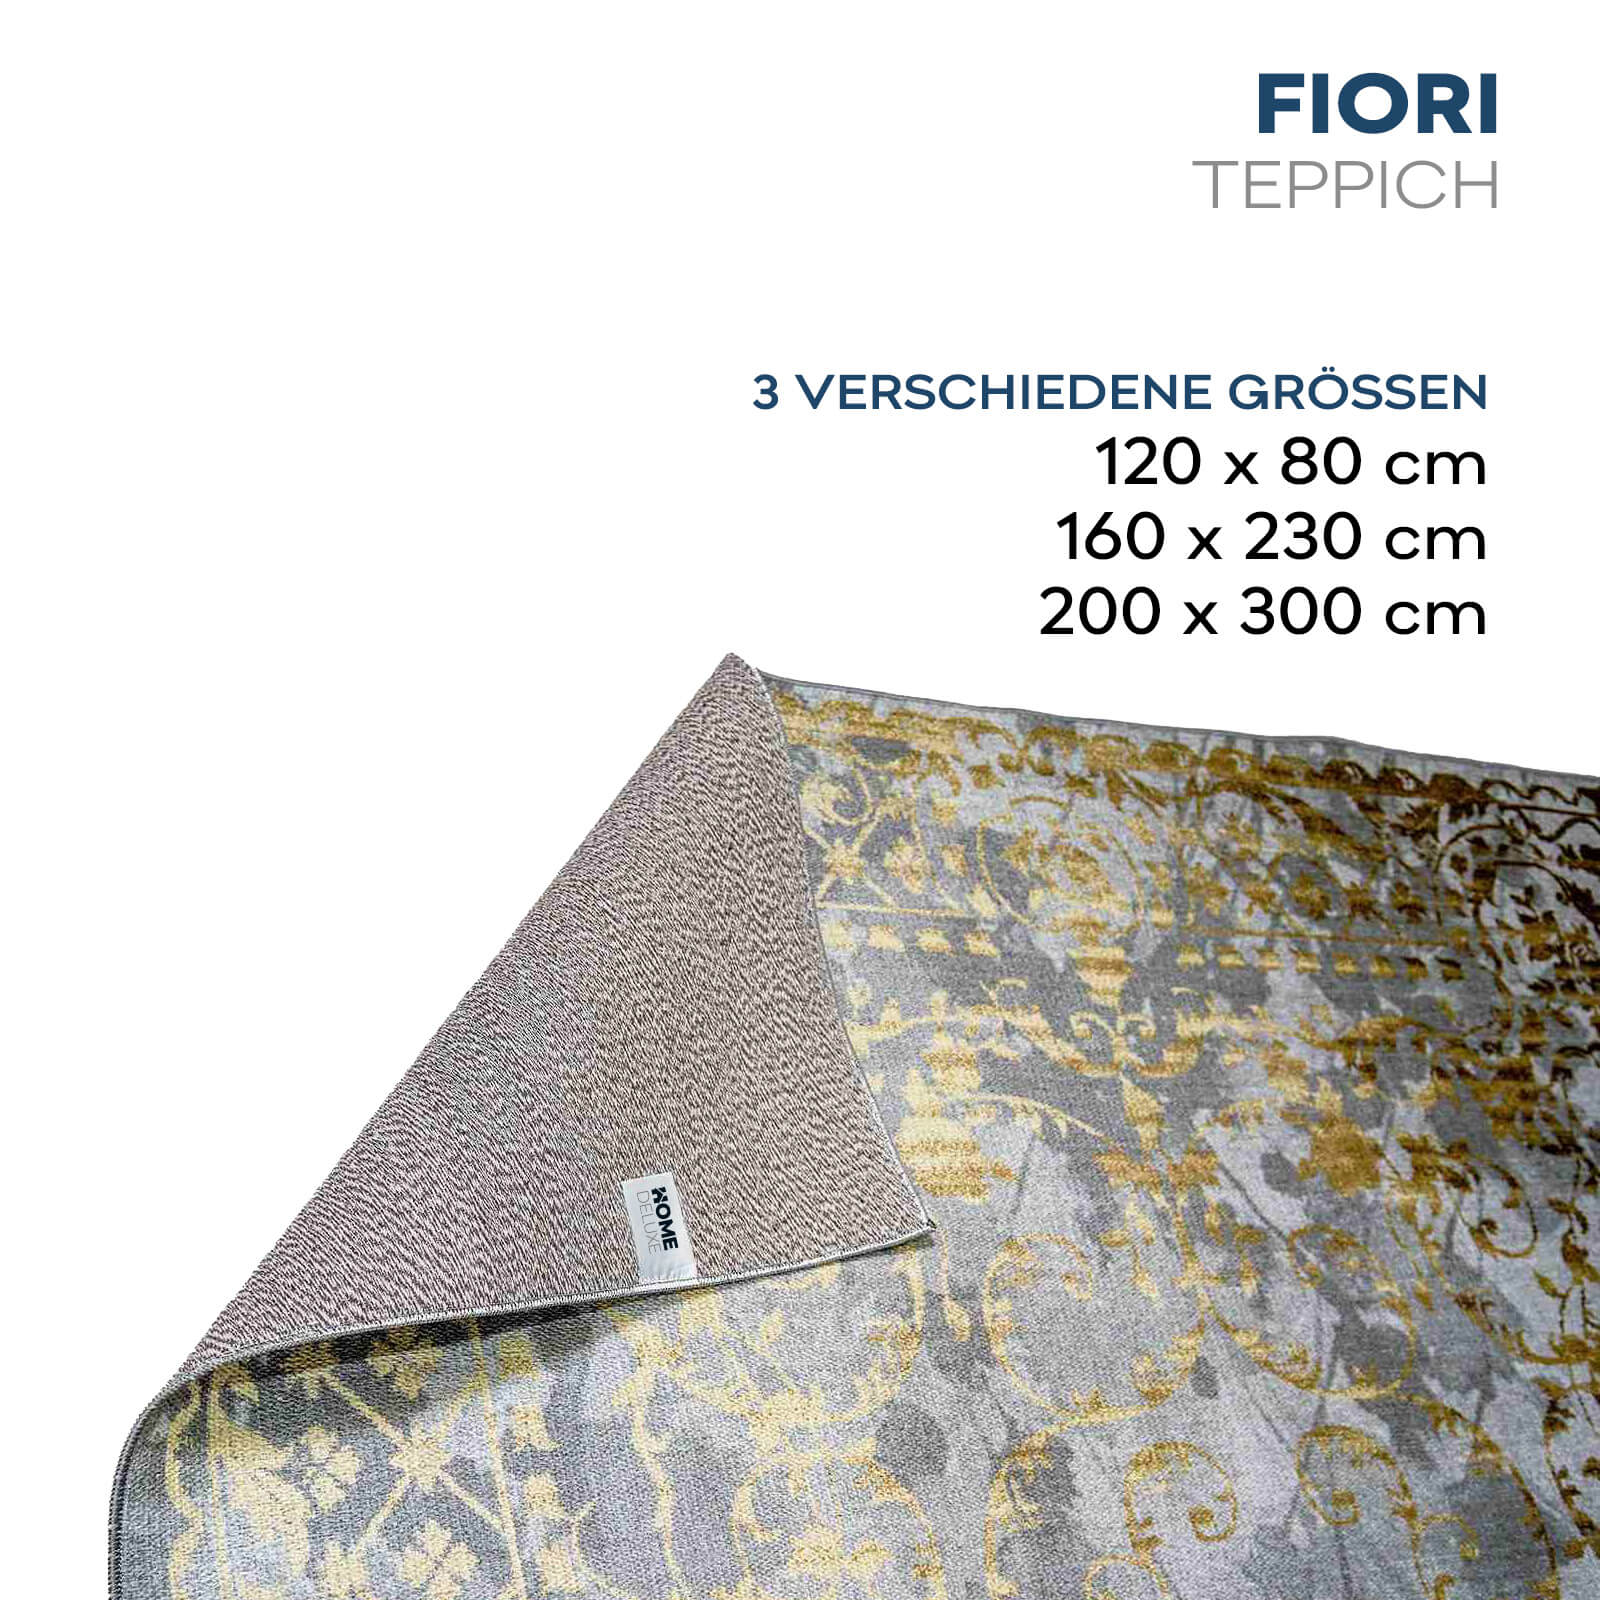 FIORI
TEPPICH
3 VERSCHIEDENE GRÖSSEN
120 x 80 cm
160 x 230 cm
200 x 300 cm
HOME
DELUXE